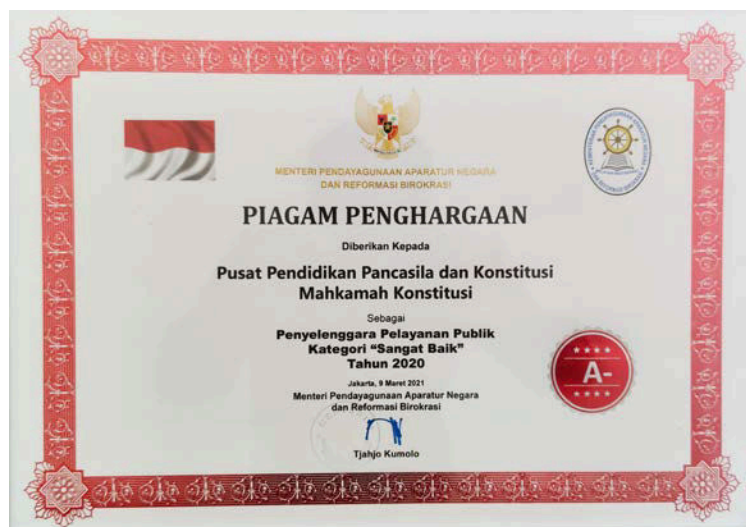 MENTERI PENDAYAGUNAAN APARATUR NEGARA
DAN REFORMASI BIROKRASI
PIAGAM PENGHARGAAN
Diberikan Kepada
Pusat Pendidikan Pancasila dan Konstitusi
Mahkamah Konstitusi
Sebagai
Penyelenggara Pelayanan Publik
Kategori “Sangat Baik”
Tahun 2020
A-
Jakarta, 9 Maret 2021
Menteri Pendayagunaan Aparatur Negara
dan Reformasi Birokrasi
Tjahjo Kumolo